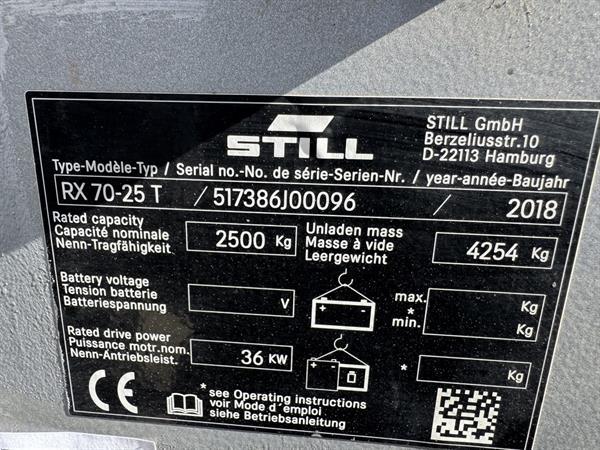 STILL
STILL GmbH
Berzeliusstr.10
D-22113 Hamburg
Type-Modèle-Typ / Serial no.-No. de série-Serien-Nr. / year-année-Baujahr
RX 70-25 T / 517386J00096 / 2018
Rated capacity
Capacité nominale
Nenn-Tragfähigkeit
2500 Kg
Unladen mass
Masse à vide
Leergewicht
4254 Kg
Battery voltage
Tension batterie
Batteriespannung
V
max.
*
min.
Kg
Kg
Rated drive power
Puissance motr.nom.
Nenn-Antriebsleist.
36 KW
* Kg
CE
* see Operating instructions
voir Mode d'emploi
siehe Betriebsanleitung